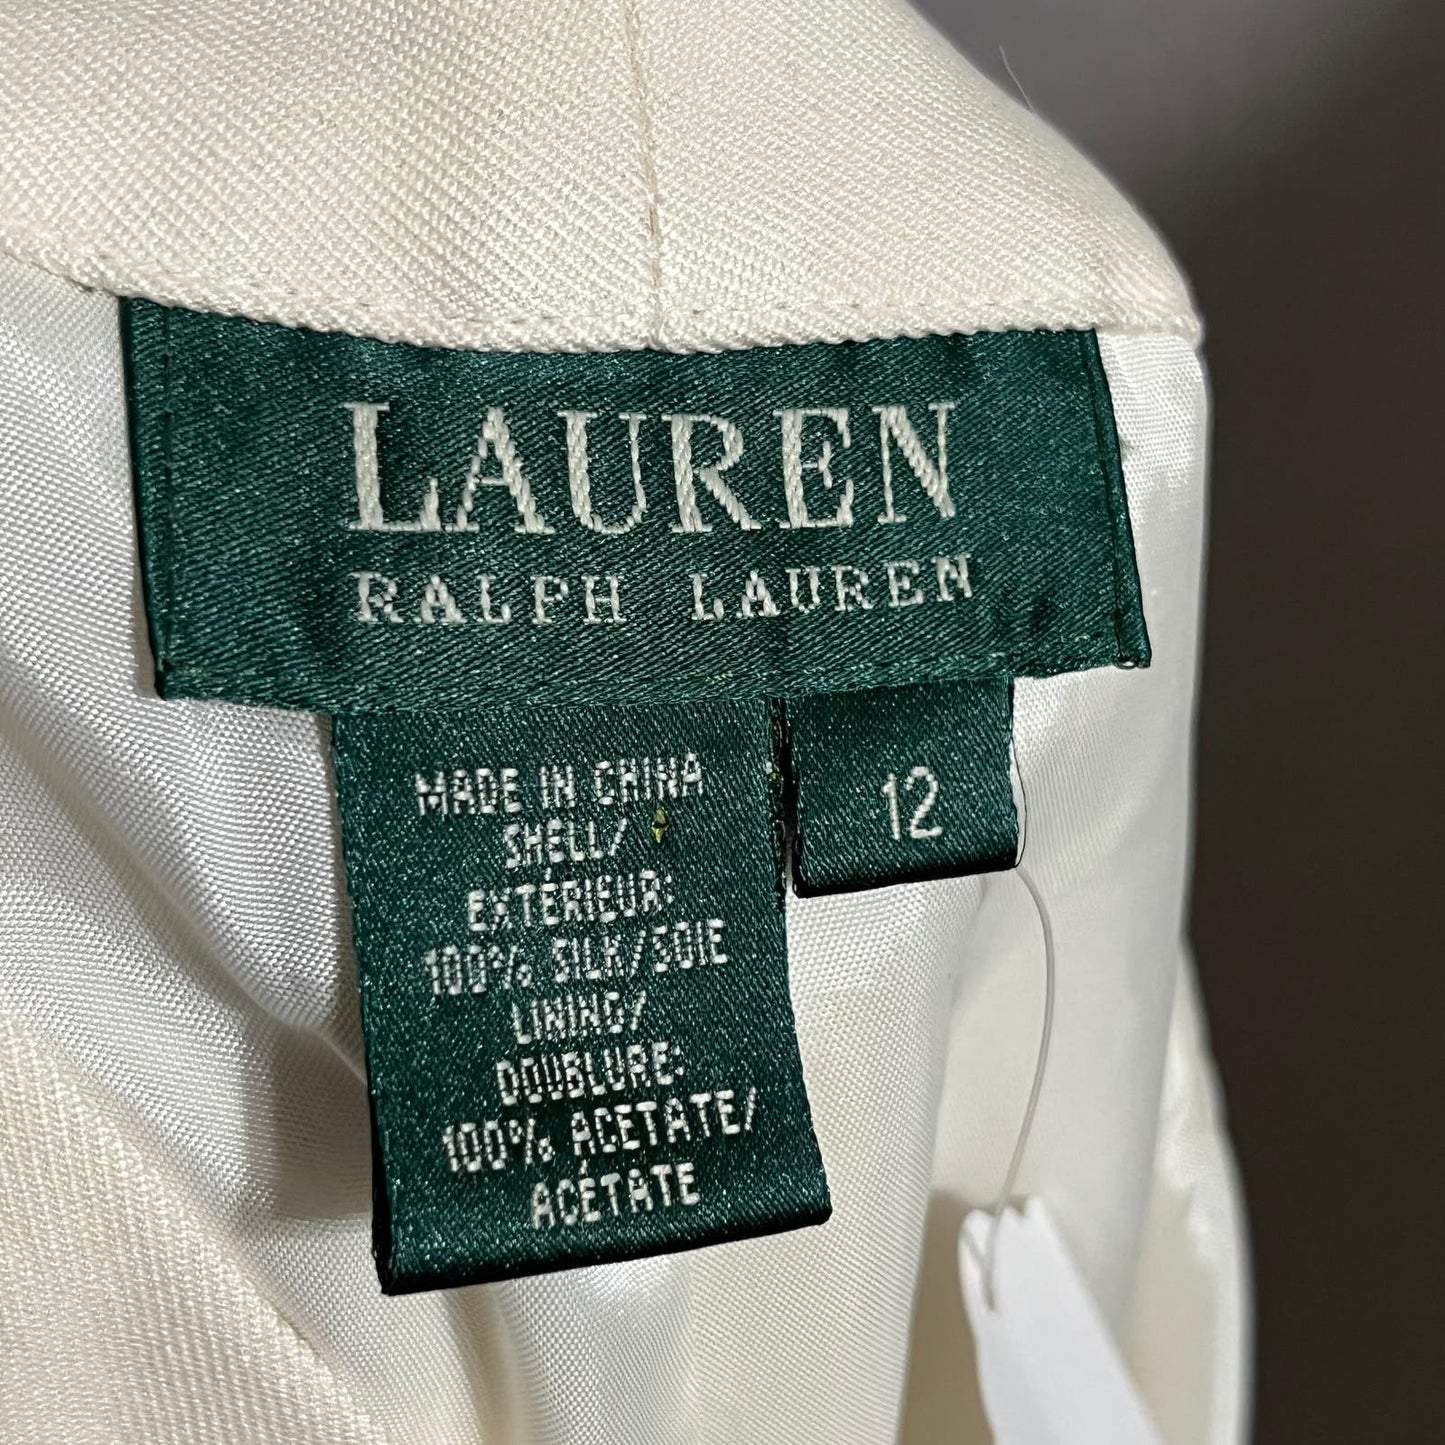 LAUREN
RALPH LAUREN
MADE IN CHINA
SHELL/
EXTÉRIEUR:
100% SILK/SOIE
LINING/
DOUBLURE:
100% ACETATE/
ACÉTATE
12